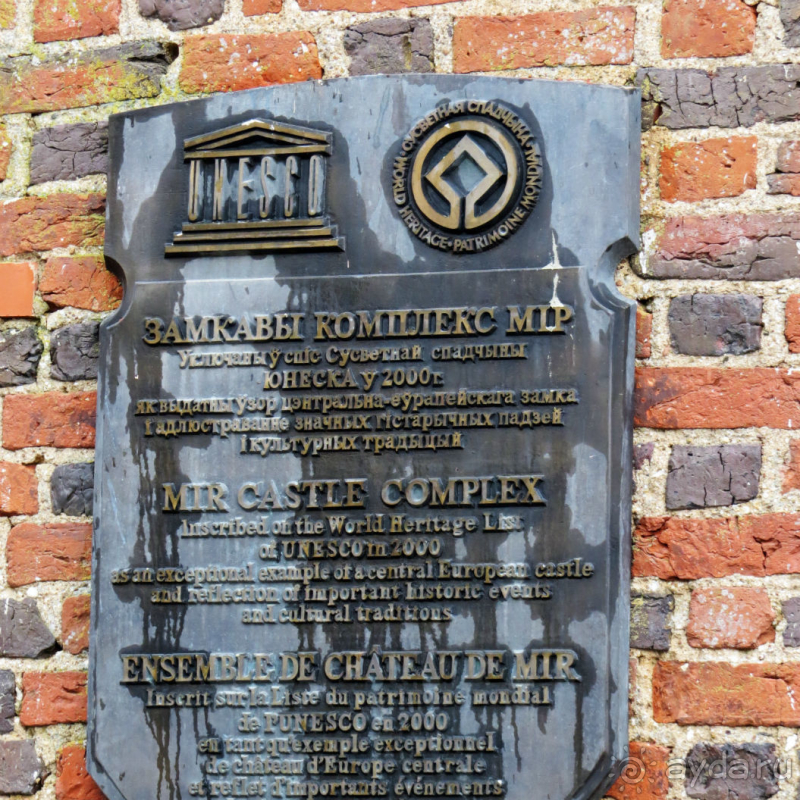 UNESCO
СУСВЕТНАЯ СПАДЧЫНА • WORLD HERITAGE • PATRIMOINE MONDIAL •
ЗАМКАВЫ КОМПЛЕКС МІР
Уключаны ў спіс Сусветнай спадчыны
ЮНЕСКА ў 2000 г.
як выдатны ўзор цэнтральна-еўрапейскага замка
і адлюстраванне значных гістарычных падзей
і культурных традыцый
MIR CASTLE COMPLEX
Inscribed on the World Heritage List
of UNESCO in 2000
as an exceptional example of a central European castle
and reflection of important historic events
and cultural traditions
ENSEMBLE DE CHÂTEAU DE MIR
Inscrit sur la Liste du patrimoine mondial
de l'UNESCO en 2000
en tant qu'exemple exceptionnel
de château d'Europe centrale
et reflet d'importants événements
ayda.ru